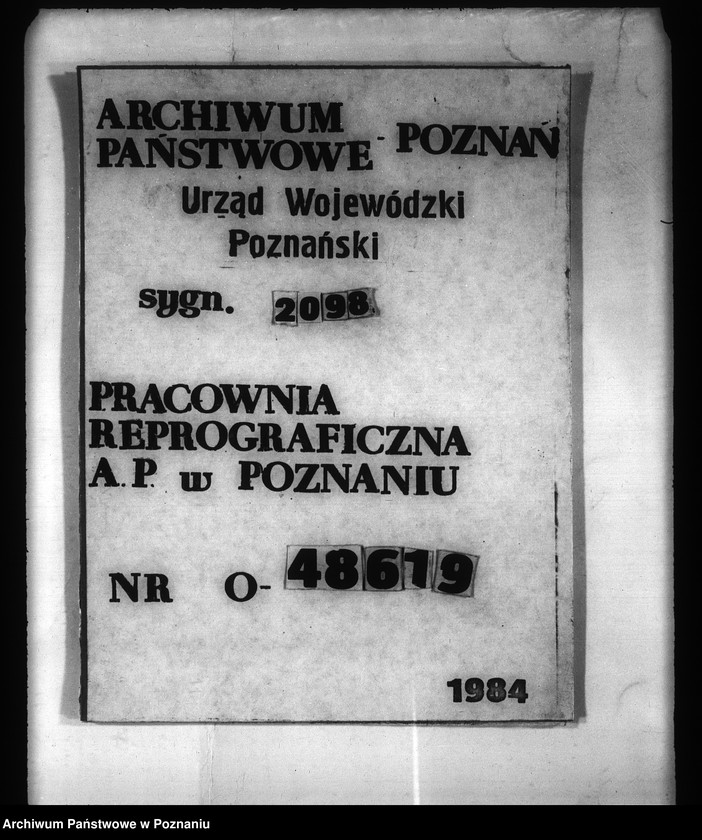 ARCHIWUM
PAŃSTWOWE - POZNAŃ
Urząd Wojewódzki
Poznański
sygn. 2098
PRACOWNIA
REPROGRAFICZNA
A.P. w POZNANIU
NR O-48619
1984
Archiwum Państwowe w Poznaniu